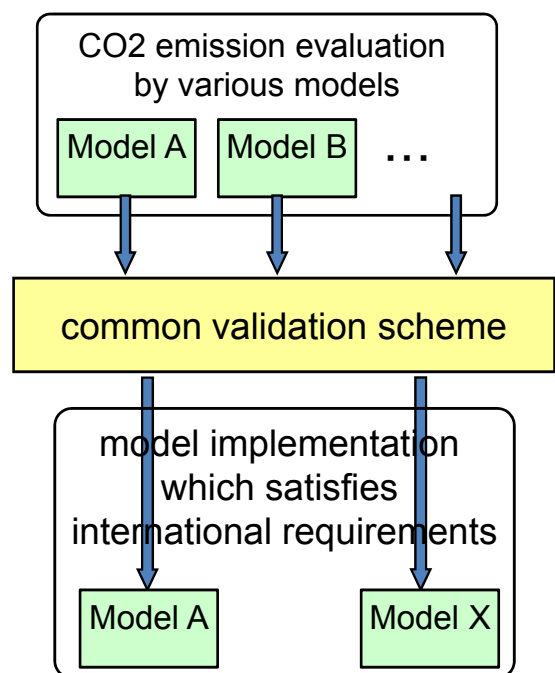 CO2 emission evaluation
by various models
Model A
Model B
...
common validation scheme
model implementation
which satisfies
international requirements
Model A
Model X